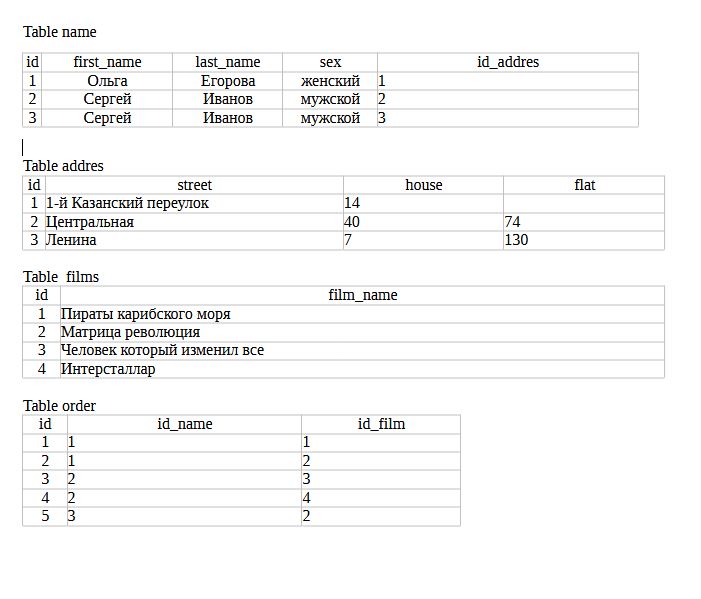 Table name
id first_name last_name sex id_addres
1 Ольга Егорова женский 1
2 Сергей Иванов мужской 2
3 Сергей Иванов мужской 3
Table addres
id street house flat
1 1-й Казанский переулок 14
2 Центральная 40 74
3 Ленина 7 130
Table films
id film_name
1 Пираты карибского моря
2 Матрица революция
3 Человек который изменил все
4 Интерсталлар
Table order
id id_name id_film
1 1 1
2 1 2
3 2 3
4 2 4
5 3 2